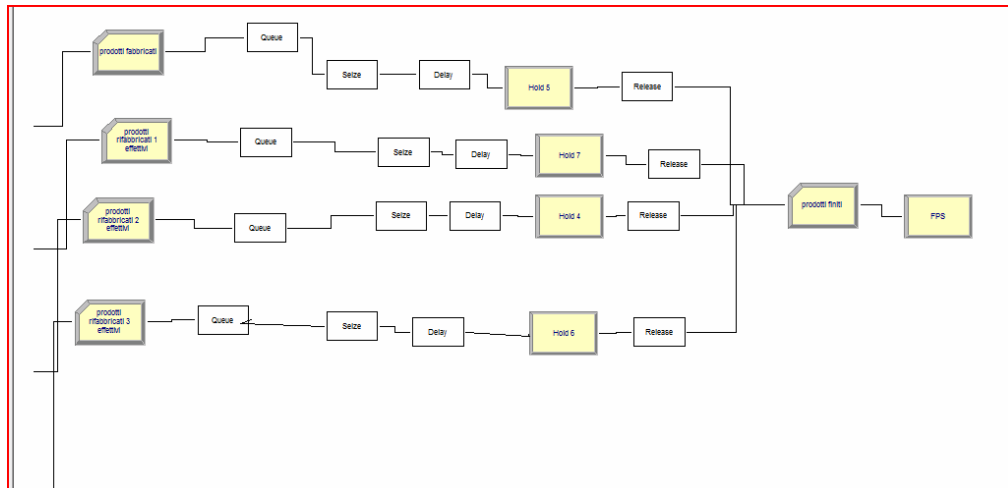 prodotti fabbricati
Queue
Seize
Delay
Hold 5
Release
prodotti
rifabbricati 1
effettivi
Queue
Seize
Delay
Hold 7
Release
prodotti
rifabbricati 2
effettivi
Queue
Seize
Delay
Hold 4
Release
prodotti finiti
FPS
prodotti
rifabbricati 3
effettivi
Queue
Seize
Delay
Hold 6
Release